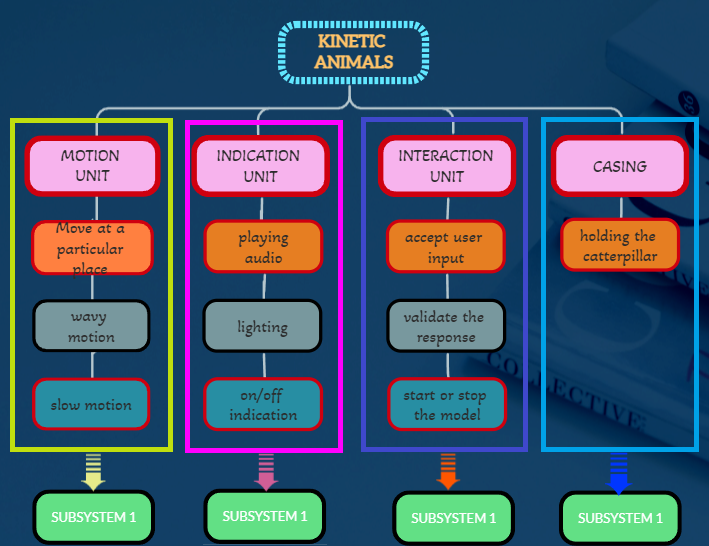 KINETIC
ANIMALS
MOTION
UNIT
Move at a
particular
place
wavy
motion
slow motion
SUBSYSTEM 1
INDICATION
UNIT
playing
audio
lighting
on/off
indication
SUBSYSTEM 1
INTERACTION
UNIT
accept user
input
validate the
response
start or stop
the model
SUBSYSTEM 1
CASING
holding the
catterpillar
SUBSYSTEM 1
COLLECTIVE